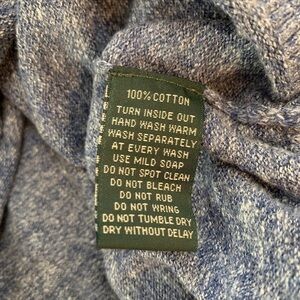 100% COTTON
TURN INSIDE OUT
HAND WASH WARM
WASH SEPARATELY
AT EVERY WASH
USE MILD SOAP
DO NOT SPOT CLEAN
DO NOT BLEACH
DO NOT RUB
DO NOT WRING
DO NOT TUMBLE DRY
DRY WITHOUT DELAY